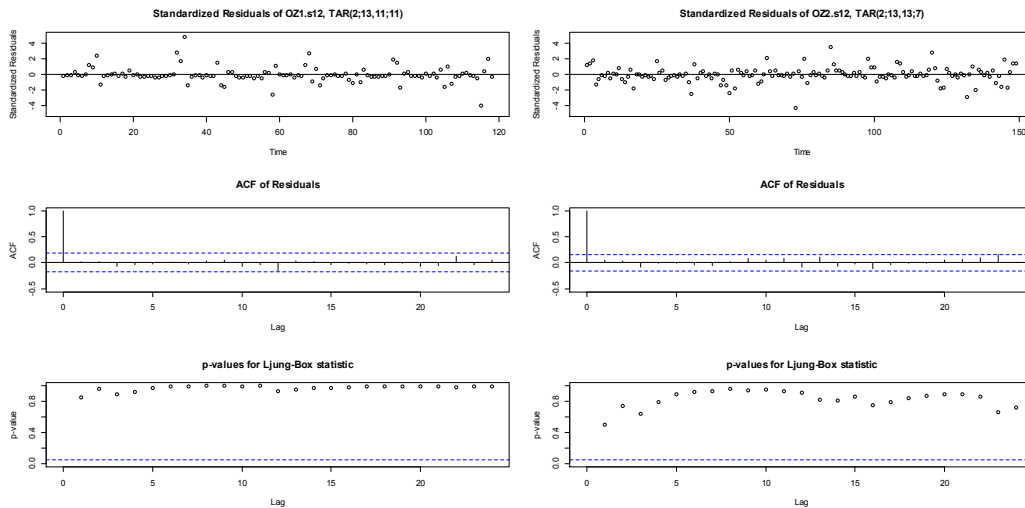 Standardized Residuals of OZ1.s12, TAR(2;13,11;11)
Standardized Residuals
-4 -2 0 2 4
0 20 40 60 80 100 120
Time
ACF of Residuals
ACF
-0.5 0.0 0.5 1.0
0 5 10 15 20
Lag
p-values for Ljung-Box statistic
p-value
0.0 0.4 0.8
0 5 10 15 20
Lag
Standardized Residuals of OZ2.s12, TAR(2;13,13;7)
Standardized Residuals
-4 -2 0 2 4
0 50 100 150
Time
ACF of Residuals
ACF
-0.5 0.0 0.5 1.0
0 5 10 15 20
Lag
p-values for Ljung-Box statistic
p-value
0.0 0.4 0.8
0 5 10 15 20
Lag